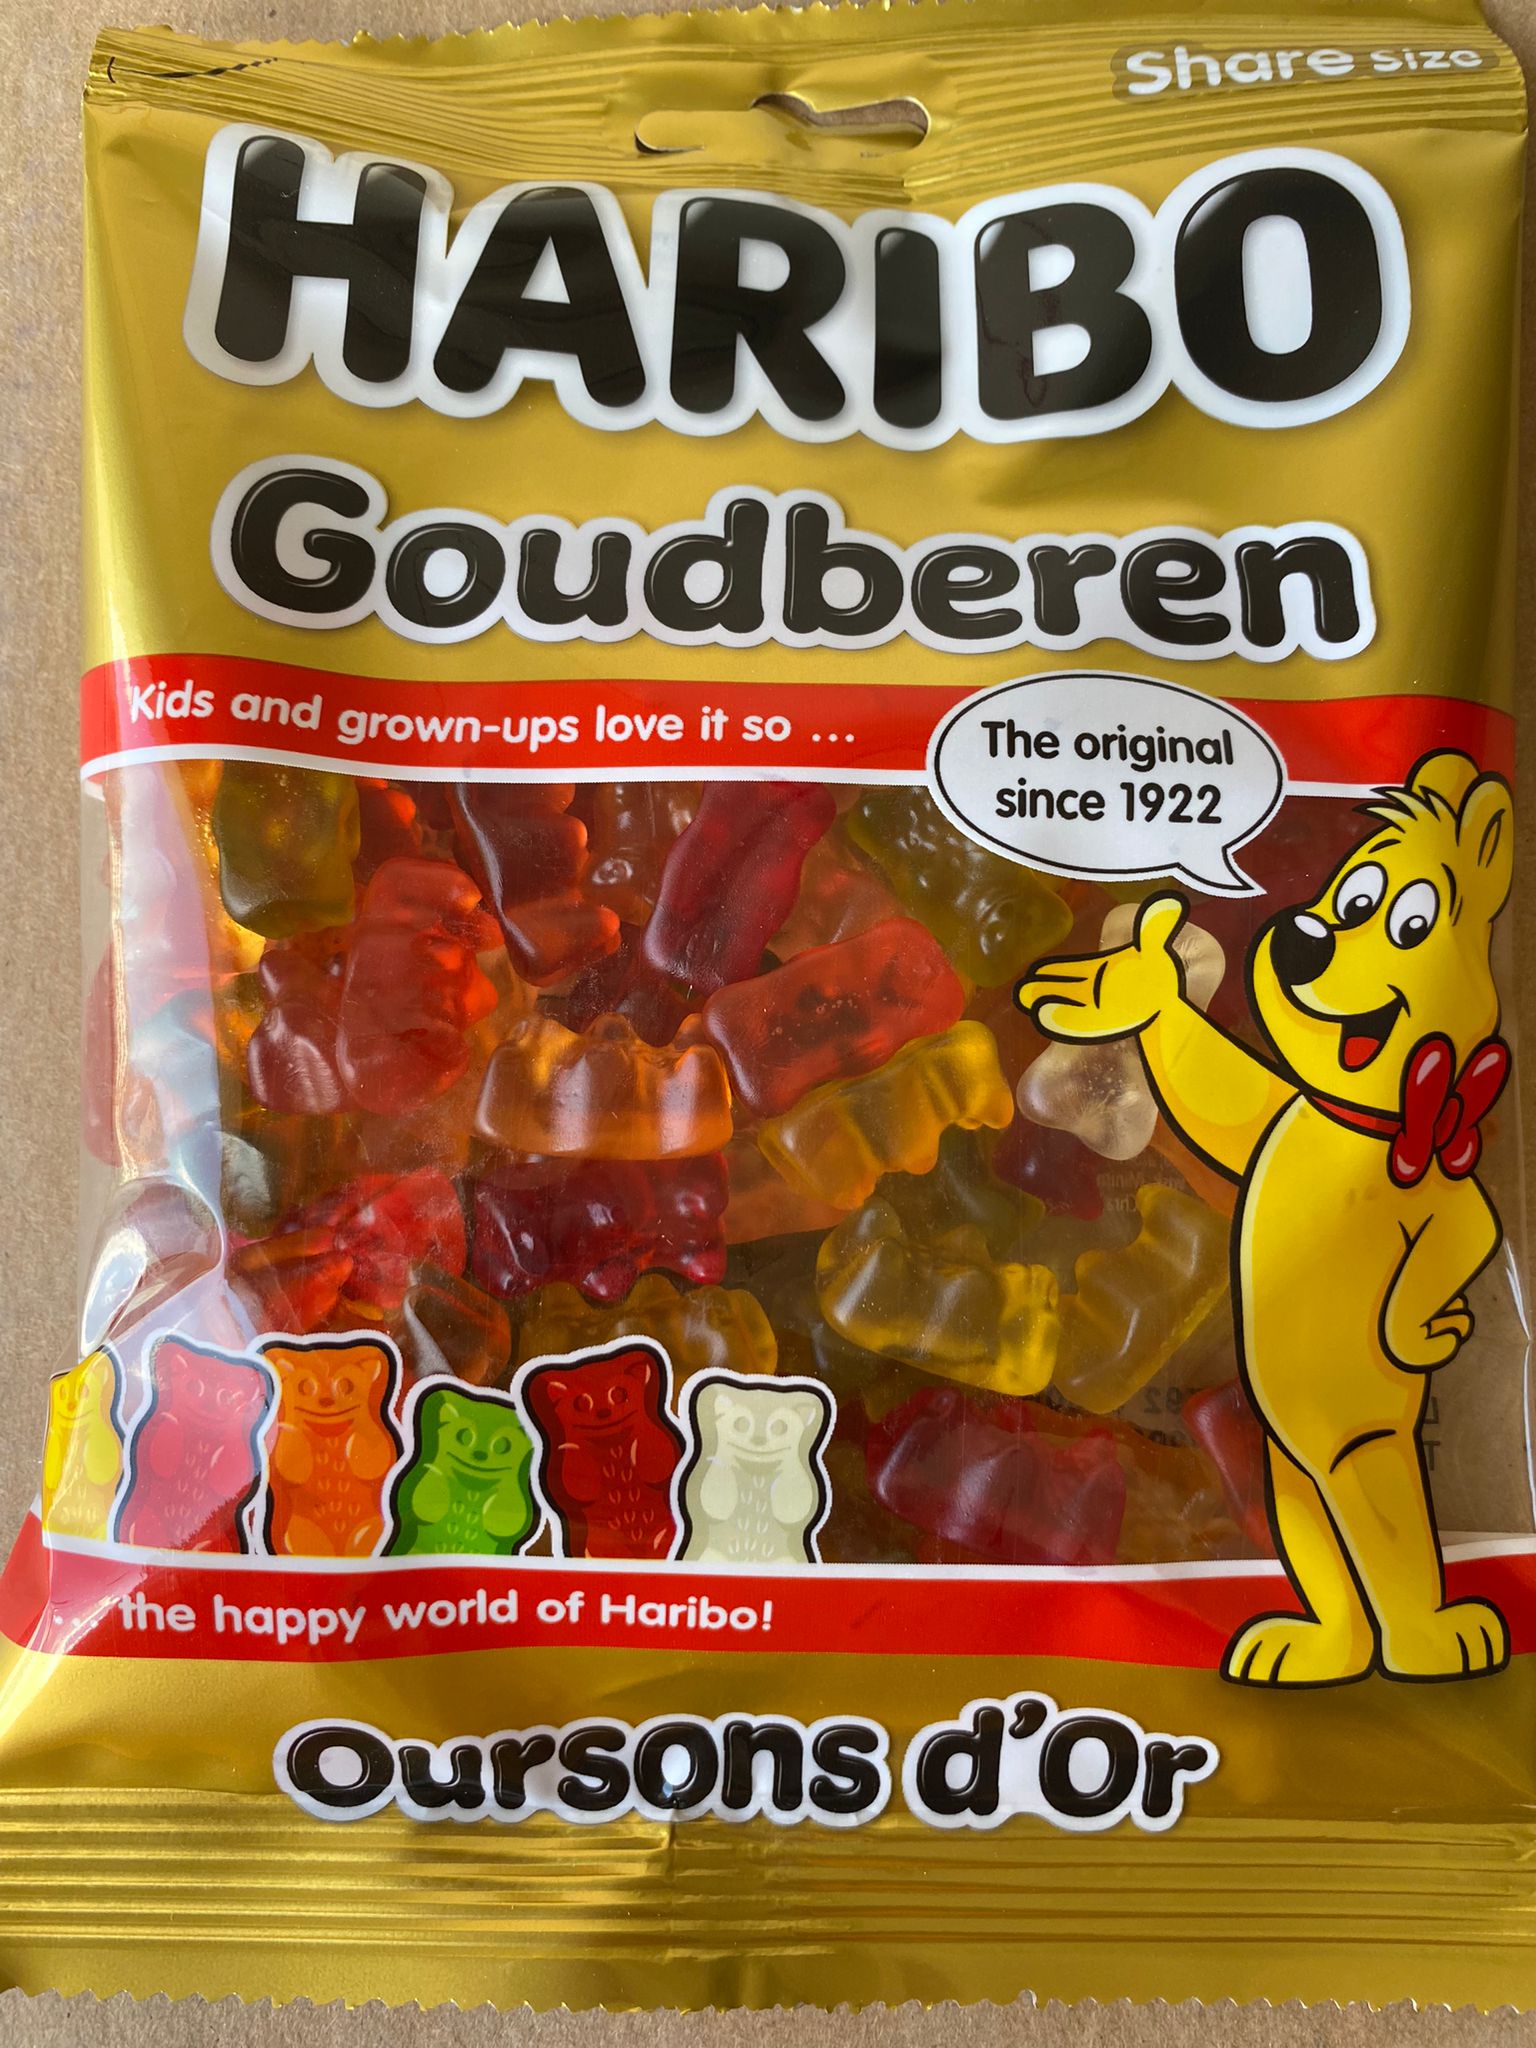 Share size
HARIBO
Goudberen
Kids and grown-ups love it so ...
The original
since 1922
... the happy world of Haribo!
Oursons d'Or